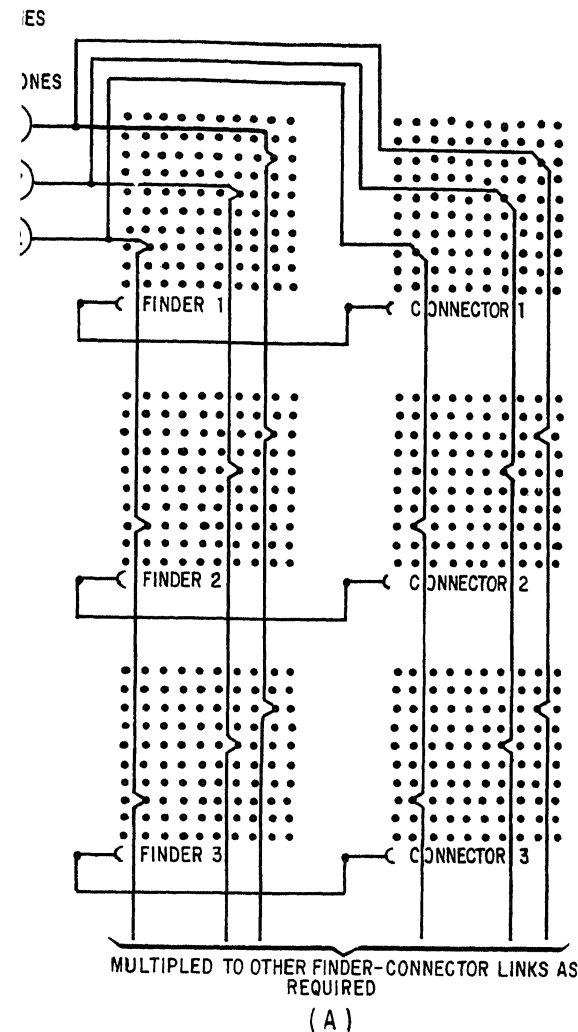 FINDER 1
CONNECTOR 1
FINDER 2
CONNECTOR 2
FINDER 3
CONNECTOR 3
MULTIPLED TO OTHER FINDER-CONNECTOR LINKS AS
REQUIRED
(A)